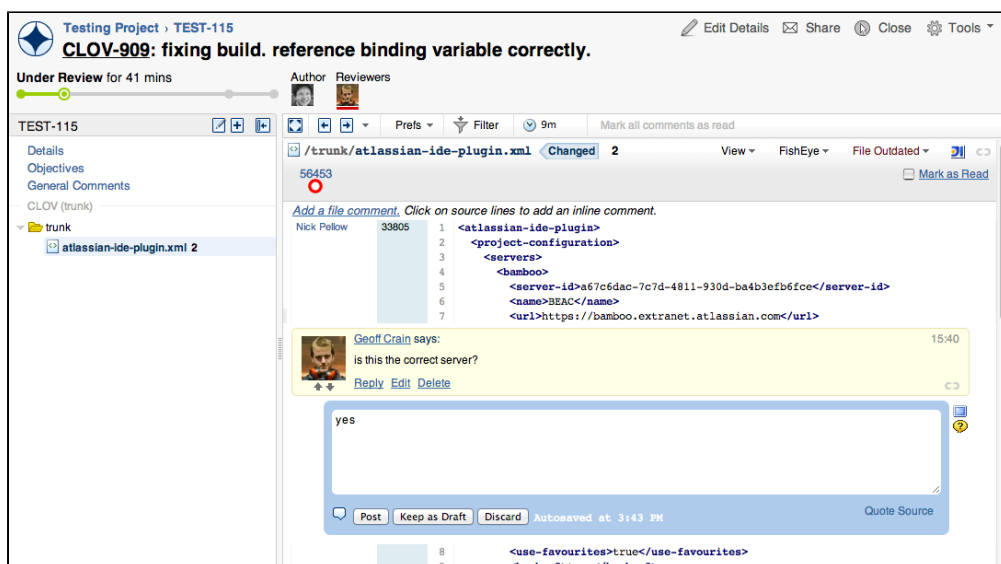 Testing Project › TEST-115
Edit Details Share Close Tools
CLOV-909: fixing build. reference binding variable correctly.
Under Review for 41 mins
Author Reviewers
TEST-115
Prefs Filter 9m Mark all comments as read
Details
Objectives
General Comments
CLOV (trunk)
trunk
atlassian-ide-plugin.xml 2
/trunk/atlassian-ide-plugin.xml Changed 2 View FishEye File Outdated
56453
Mark as Read
Add a file comment. Click on source lines to add an inline comment.
Nick Pellow 33805 1 <atlassian-ide-plugin>
2 <project-configuration>
3 <servers>
4 <bamboo>
5 <server-id>a67c6dac-7c7d-4811-930d-ba4b3efb6fce</server-id>
6 <name>BEAC</name>
7 <url>https://bamboo.extranet.atlassian.com</url>
Geoff Crain says: 15:40
is this the correct server?
Reply Edit Delete
yes
Post Keep as Draft Discard Autosaved at 3:43 PM Quote Source
8 <use-favourites>true</use-favourites>